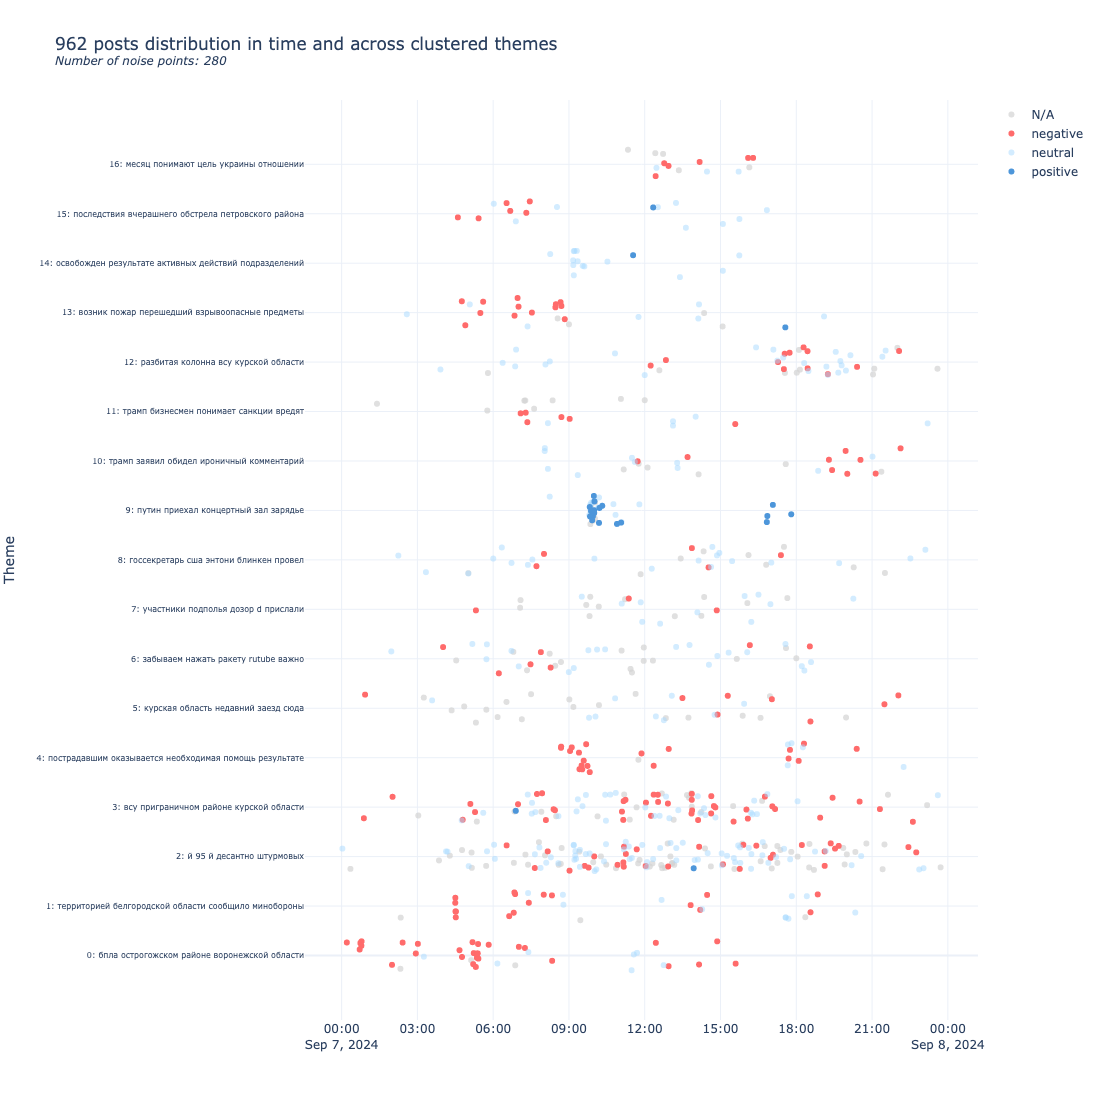 962 posts distribution in time and across clustered themes
Number of noise points: 280
N/A
negative
neutral
positive
Theme
16: месяц понимают цель украины отношении
15: последствия вчерашнего обстрела петровского района
14: освобожден результате активных действий подразделений
13: возник пожар перешедший взрывоопасные предметы
12: разбитая колонна всу курской области
11: трамп бизнесмен понимает санкции вредят
10: трамп заявил обидел ироничный комментарий
9: путин приехал концертный зал зарядье
8: госсекретарь сша энтони блинкен провел
7: участники подполья дозор d прислали
6: забываем нажать ракету rutube важно
5: курская область недавний заезд сюда
4: пострадавшим оказывается необходимая помощь результате
3: всу приграничном районе курской области
2: й 95 й десантно штурмовых
1: территорией белгородской области сообщило минобороны
0: бпла острогожском районе воронежской области
00:00 03:00 06:00 09:00 12:00 15:00 18:00 21:00 00:00
Sep 7, 2024 Sep 8, 2024